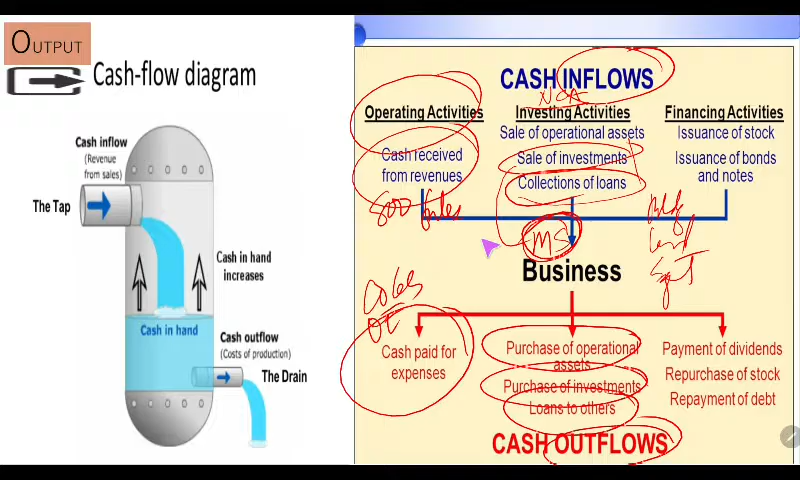 OUTPUT
Cash-flow diagram
Cash inflow
(Revenue
from sales)
The Tap
Cash in hand
increases
Cash in hand
Cash outflow
(Costs of production)
The Drain
CASH INFLOWS
NCA
Operating Activities
Investing Activities
Financing Activities
Sale of operational assets
Issuance of stock
Cash received
from revenues
Sale of investments
Issuance of bonds
and notes
Collections of loans
800
MS
Business
Cash paid for
expenses
Purchase of operational
assets
Purchase of investments
Loans to others
Payment of dividends
Repurchase of stock
Repayment of debt
CASH OUTFLOWS